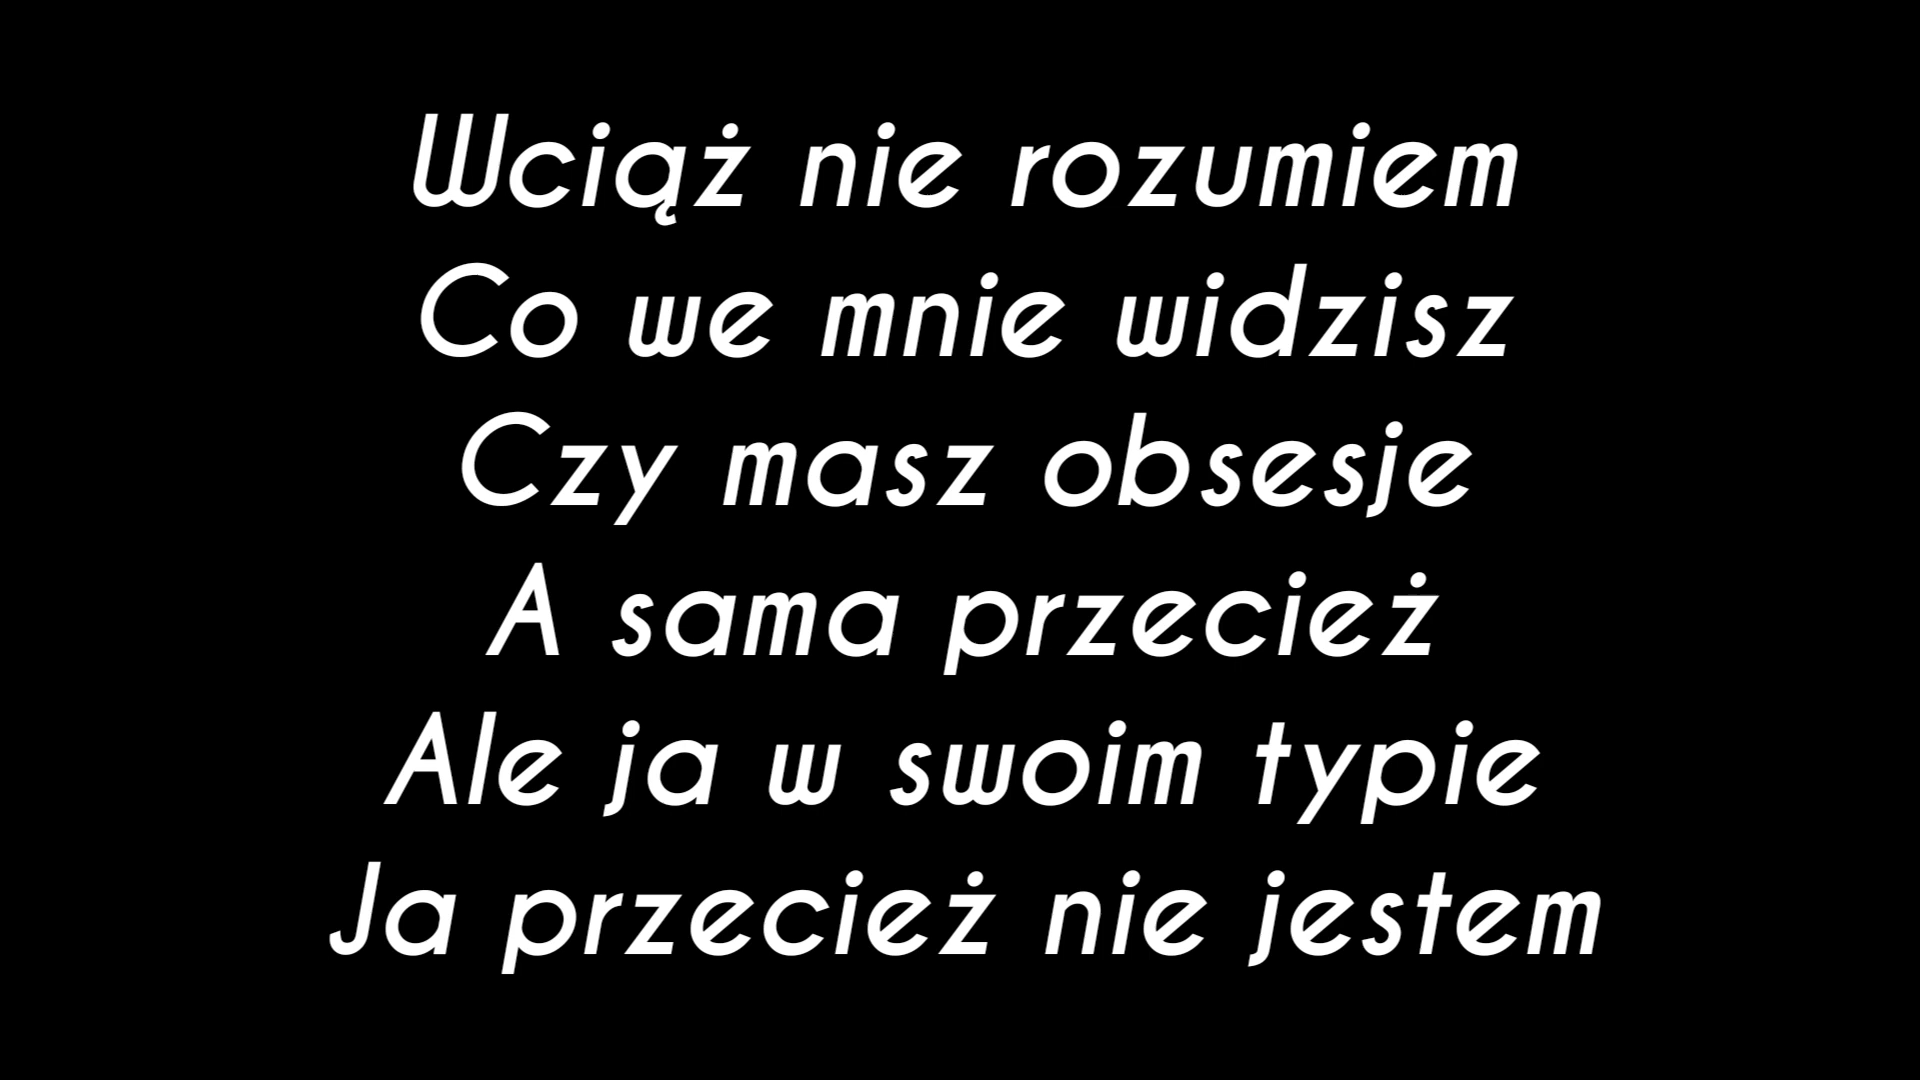 Wciąż nie rozumiem
Co we mnie widzisz
Czy masz obsesje
A sama przecież
Ale ja w swoim typie
Ja przecież nie jestem